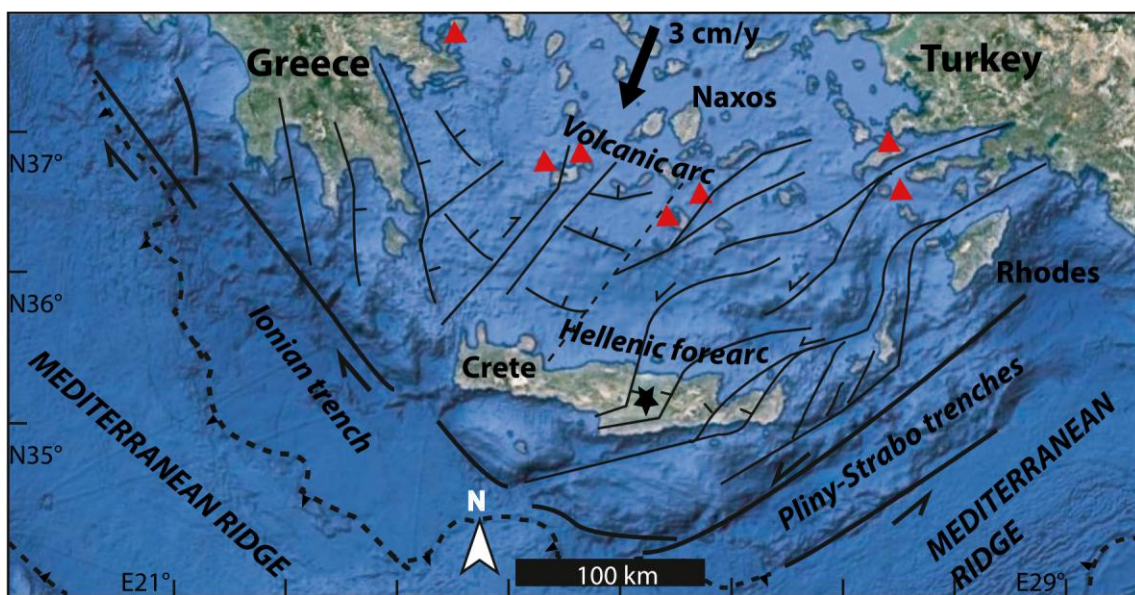 3 cm/y
Greece
Turkey
Naxos
N37°
Volcanic arc
Rhodes
N36°
Ionian trench
Hellenic forearc
Crete
N35°
Pliny-Strabo trenches
MEDITERRANEAN RIDGE
MEDITERRANEAN
RIDGE
N
100 km
E21°
E29°